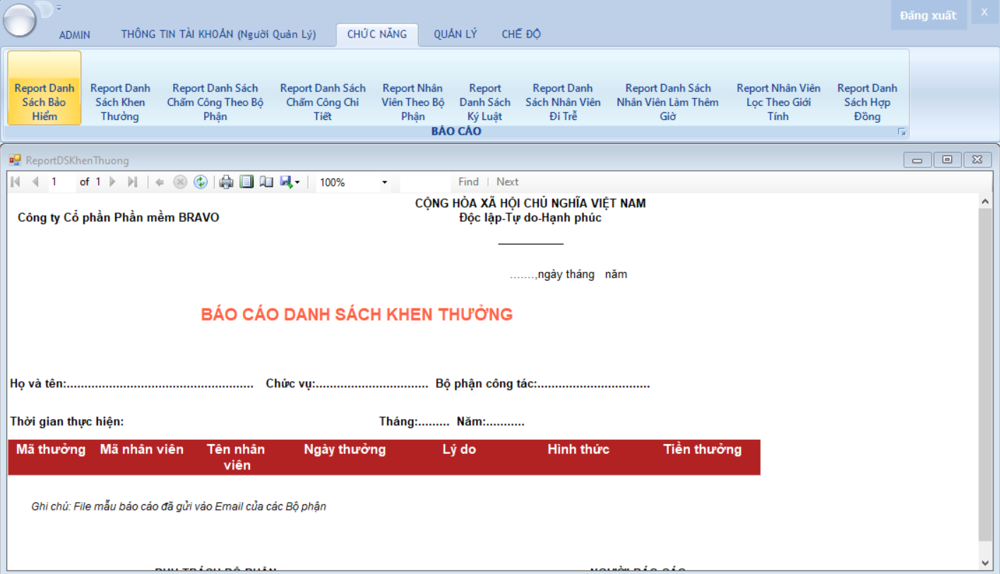 Đăng xuất X
ADMIN THÔNG TIN TÀI KHOẢN (Người Quản Lý) CHỨC NĂNG QUẢN LÝ CHẾ ĐỘ
Report Danh Sách Bảo Hiểm
Report Danh Sách Khen Thưởng
Report Danh Sách Chấm Công Theo Bộ Phận
Report Danh Sách Chấm Công Chi Tiết
Report Nhân Viên Theo Bộ Phận
Report Danh Sách Ký Luật
Report Danh Sách Nhân Viên Đi Trễ
Report Danh Sách Nhân Viên Làm Thêm Giờ
Report Nhân Viên Lọc Theo Giới Tính
Report Danh Sách Hợp Đồng
BÁO CÁO
ReportDSKhenThuong
1 of 1 100% Find | Next
CỘNG HÒA XÃ HỘI CHỦ NGHĨA VIỆT NAM
Công ty Cổ phần Phần mềm BRAVO Độc lập-Tự do-Hạnh phúc
.......,ngày tháng năm
BÁO CÁO DANH SÁCH KHEN THƯỞNG
Họ và tên:..................................................... Chức vụ:................................ Bộ phận công tác:................................
Thời gian thực hiện: Tháng:......... Năm:...........
Mã thưởng Mã nhân viên Tên nhân viên Ngày thưởng Lý do Hình thức Tiền thưởng
Ghi chú: File mẫu báo cáo đã gửi vào Email của các Bộ phận